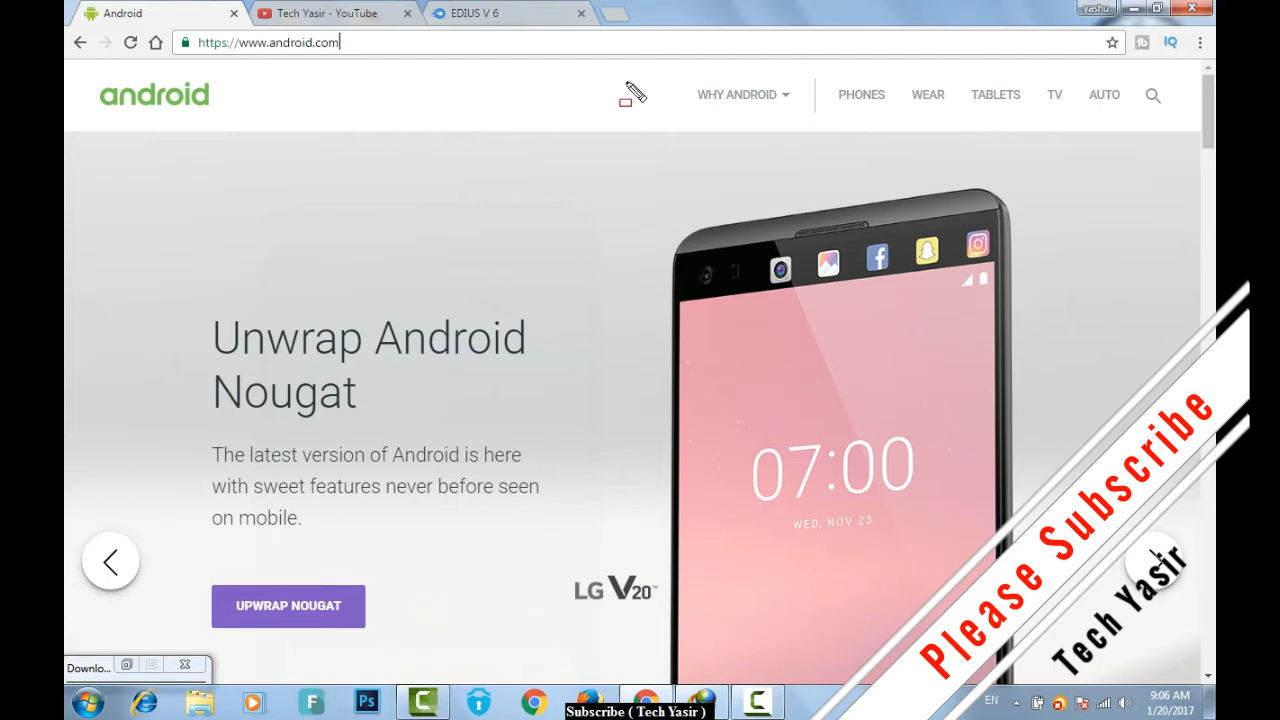 Android
Tech Yasir - YouTube
EDIUS V 6
yashu
https://www.android.com
IQ
android
WHY ANDROID
PHONES
WEAR
TABLETS
TV
AUTO
Unwrap Android
Nougat
The latest version of Android is here
with sweet features never before seen
on mobile.
UPWRAP NOUGAT
LG V20™
07:00
WED, NOV 23
Please Subscribe
Tech Yasir
Downlo...
F
Ps
C
C
EN
9:06 AM
1/20/2017
Subscribe ( Tech Yasir )